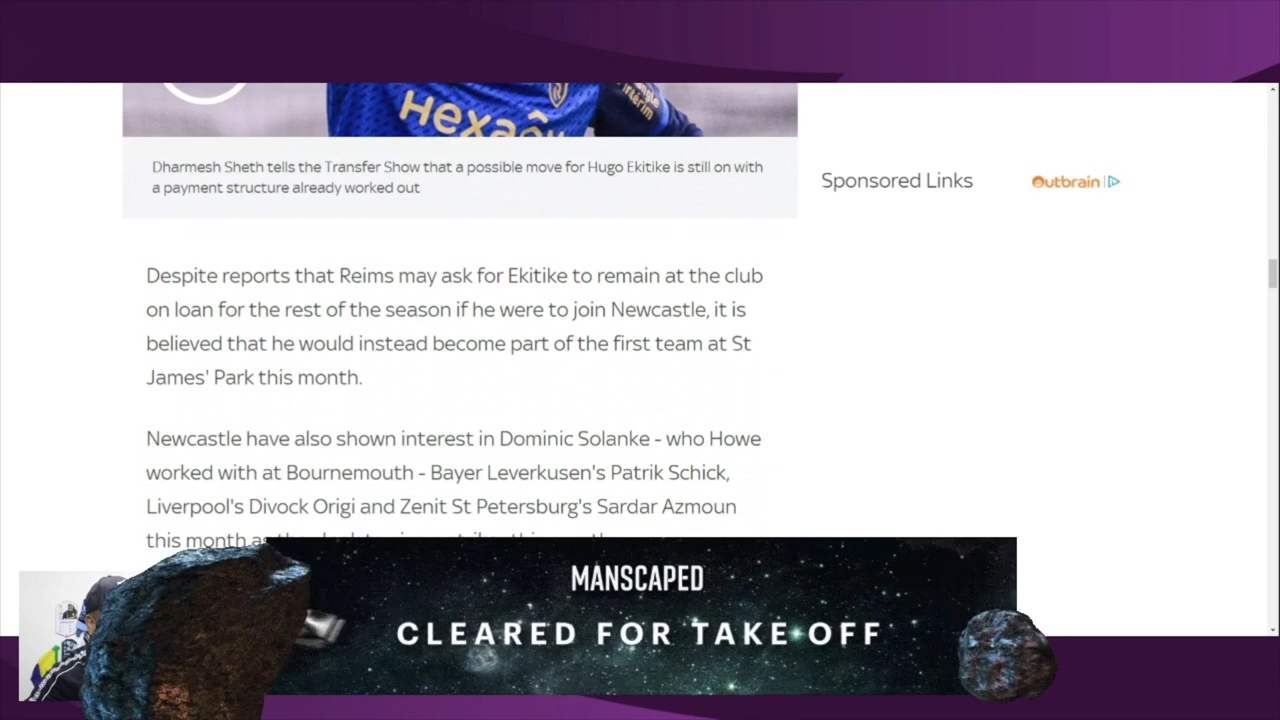 Hexaôm
Dharmesh Sheth tells the Transfer Show that a possible move for Hugo Ekitike is still on with
a payment structure already worked out
Sponsored Links
Outbrain
Despite reports that Reims may ask for Ekitike to remain at the club
on loan for the rest of the season if he were to join Newcastle, it is
believed that he would instead become part of the first team at St
James' Park this month.
Newcastle have also shown interest in Dominic Solanke - who Howe
worked with at Bournemouth - Bayer Leverkusen's Patrik Schick,
Liverpool's Divock Origi and Zenit St Petersburg's Sardar Azmoun
this month
MANSCAPED
CLEARED FOR TAKE OFF